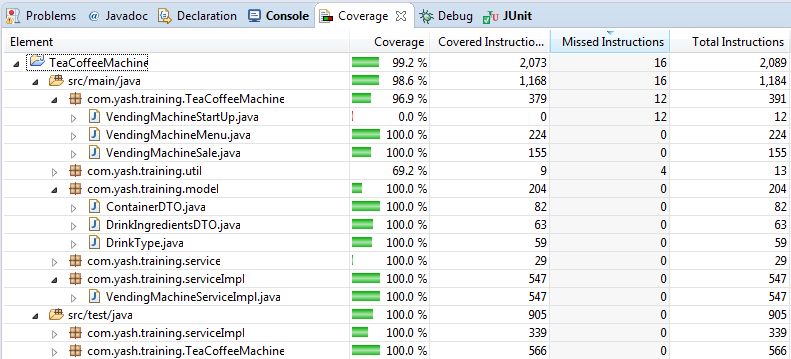 Problems @ Javadoc Declaration Console Coverage Debug JUnit
Element Coverage Covered Instructio... Missed Instructions Total Instructions
TeaCoffeeMachine 99.2 % 2,073 16 2,089
src/main/java 98.6 % 1,168 16 1,184
com.yash.training.TeaCoffeeMachine 96.9 % 379 12 391
VendingMachineStartUp.java 0.0 % 0 12 12
VendingMachineMenu.java 100.0 % 224 0 224
VendingMachineSale.java 100.0 % 155 0 155
com.yash.training.util 69.2 % 9 4 13
com.yash.training.model 100.0 % 204 0 204
ContainerDTO.java 100.0 % 82 0 82
DrinkIngredientsDTO.java 100.0 % 63 0 63
DrinkType.java 100.0 % 59 0 59
com.yash.training.service 100.0 % 29 0 29
com.yash.training.serviceImpl 100.0 % 547 0 547
VendingMachineServiceImpl.java 100.0 % 547 0 547
src/test/java 100.0 % 905 0 905
com.yash.training.serviceImpl 100.0 % 339 0 339
com.yash.training.TeaCoffeeMachine 100.0 % 566 0 566